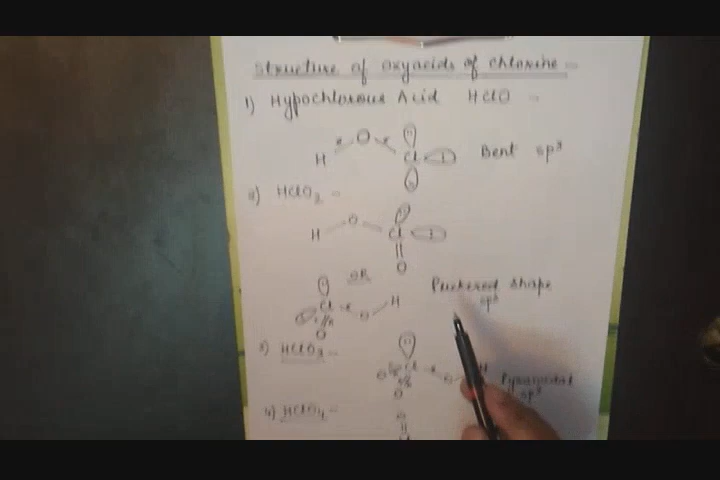 Structure of oxyacids of chlorine -
1) Hypochlorous Acid HClO -
H O Cl Bent sp³
2) HClO₂ -
H O Cl
O
OR
Cl O H Puckered shape
sp³
O
3) HClO₃ -
O Cl O H Pyramidal
O sp³
4) HClO₄ -
O